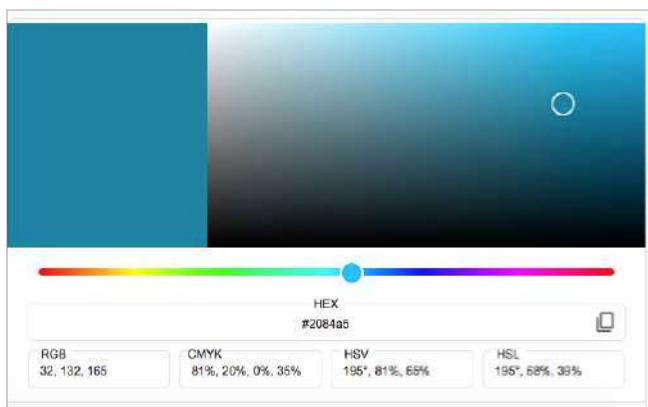 HEX
#2084a5
RGB
32, 132, 165
CMYK
81%, 20%, 0%, 35%
HSV
195°, 81%, 65%
HSL
195°, 68%, 39%